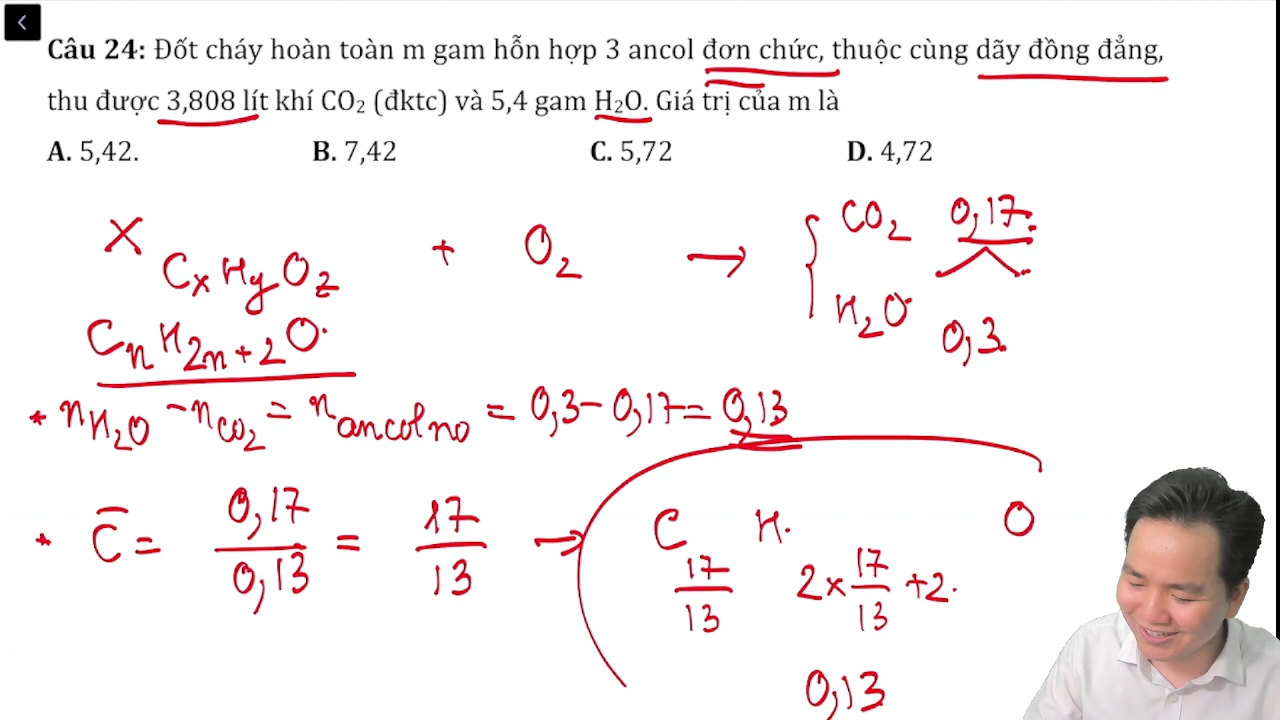 Câu 24: Đốt cháy hoàn toàn m gam hỗn hợp 3 ancol đơn chức, thuộc cùng dãy đồng đẳng,
thu được 3,808 lít khí CO₂ (đktc) và 5,4 gam H₂O. Giá trị của m là
A. 5,42. B. 7,42 C. 5,72 D. 4,72
X CₓHyOz + O₂ → { CO₂ 0,17
H₂O 0,3
CnH2n+2O
* nH₂O - nCO₂ = n ancol no = 0,3 - 0,17 = 0,13
* C̄ = 0,17/0,13 = 17/13 →
C H O
17/13 2 × 17/13 + 2
0,13